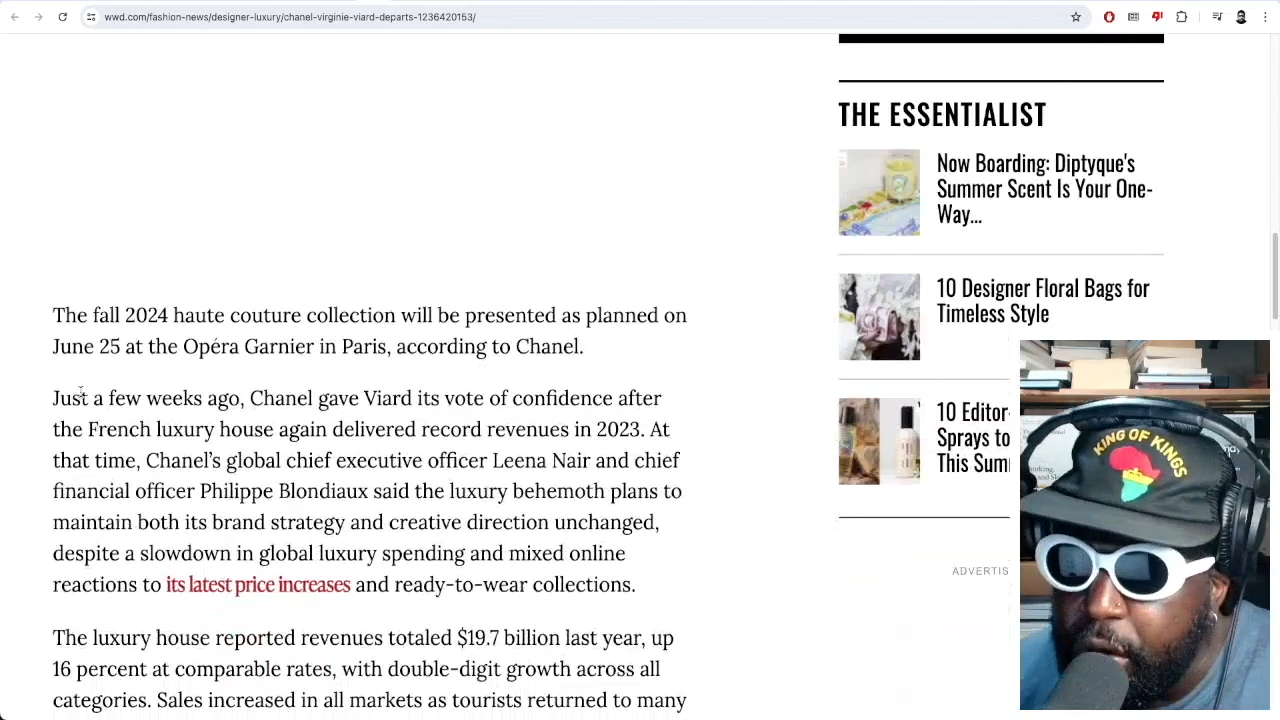 wwd.com/fashion-news/designer-luxury/chanel-virginie-viard-departs-1236420153/
The fall 2024 haute couture collection will be presented as planned on
June 25 at the Opéra Garnier in Paris, according to Chanel.
Just a few weeks ago, Chanel gave Viard its vote of confidence after
the French luxury house again delivered record revenues in 2023. At
that time, Chanel’s global chief executive officer Leena Nair and chief
financial officer Philippe Blondiaux said the luxury behemoth plans to
maintain both its brand strategy and creative direction unchanged,
despite a slowdown in global luxury spending and mixed online
reactions to its latest price increases and ready-to-wear collections.
The luxury house reported revenues totaled $19.7 billion last year, up
16 percent at comparable rates, with double-digit growth across all
categories. Sales increased in all markets as tourists returned to many
THE ESSENTIALIST
Now Boarding: Diptyque's
Summer Scent Is Your One-
Way...
10 Designer Floral Bags for
Timeless Style
10 Editor-
Sprays to
This Sum
ADVERTIS
KING OF KINGS